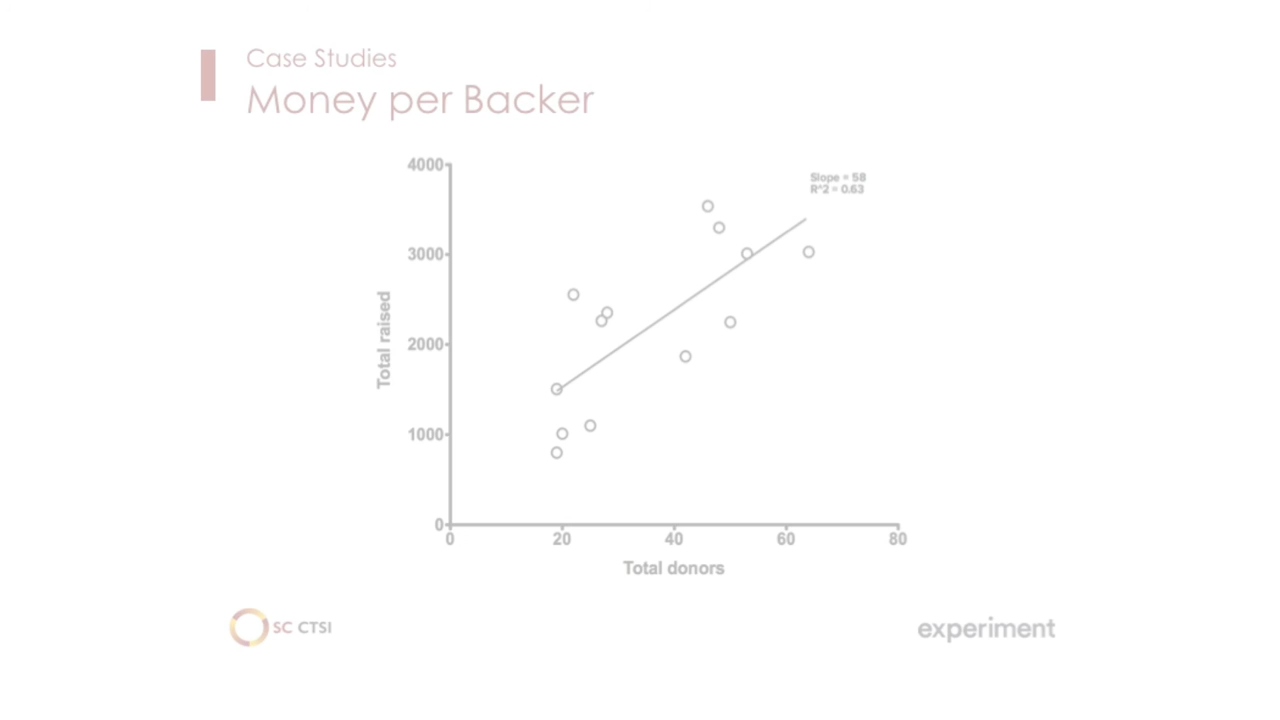 Case Studies
Money per Backer
4000
Slope = 58
R^2 = 0.63
3000
Total raised
2000
1000
0
0 20 40 60 80
Total donors
SC CTSI
experiment